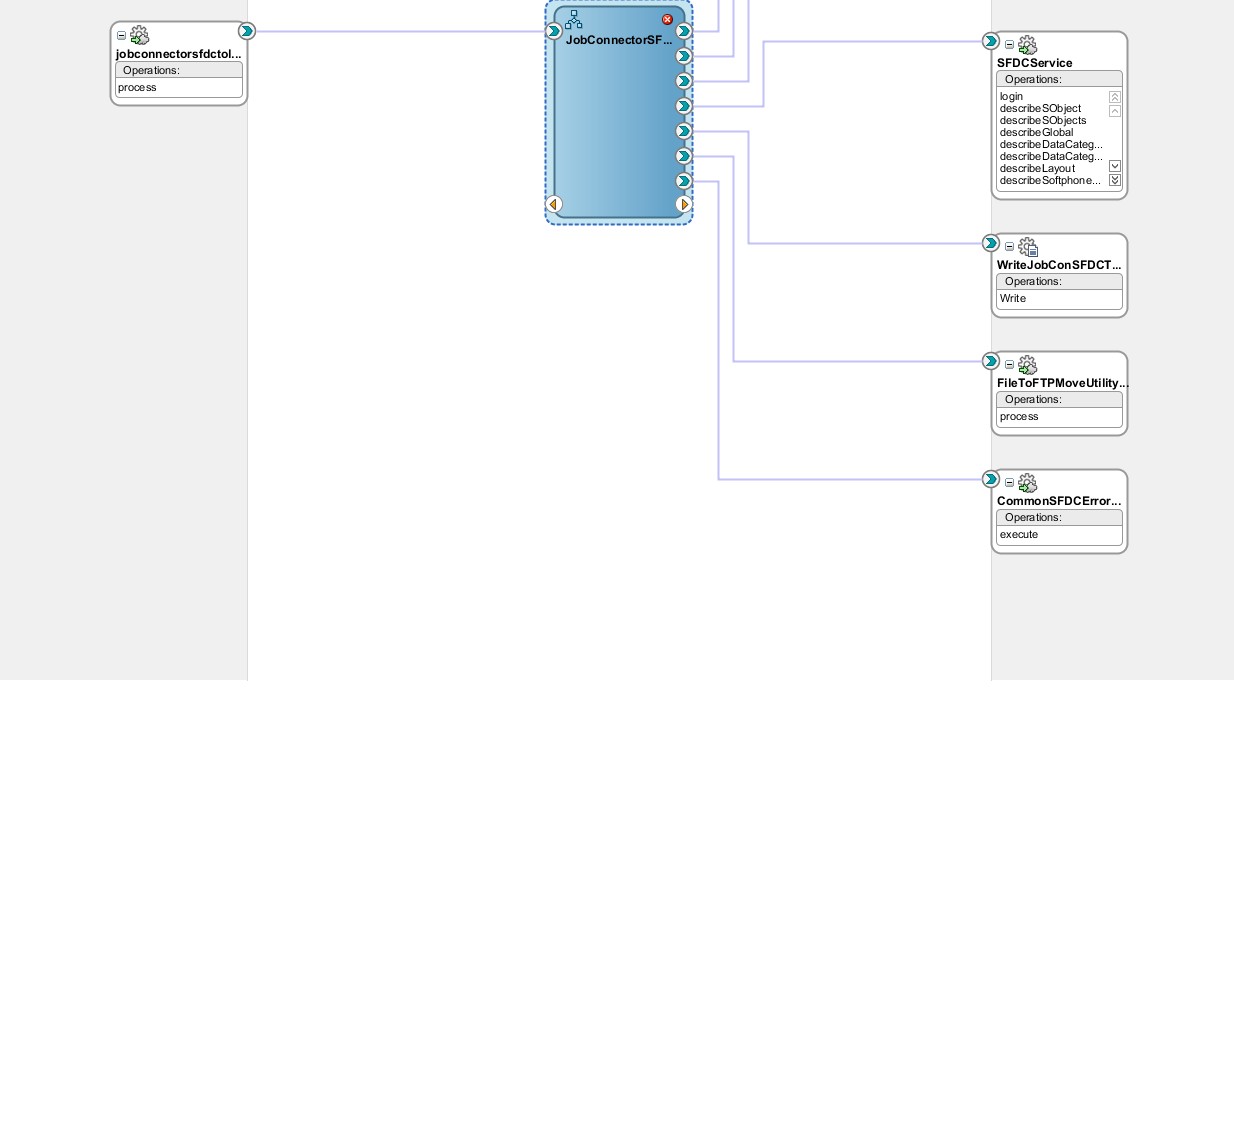 jobconnectorsfdctol...
Operations:
process
JobConnectorSF...
SFDCService
Operations:
login
describeSObject
describeSObjects
describeGlobal
describeDataCateg...
describeDataCateg...
describeLayout
describeSoftphone...
WriteJobConSFDCT...
Operations:
Write
FileToFTPMoveUtility...
Operations:
process
CommonSFDCError...
Operations:
execute